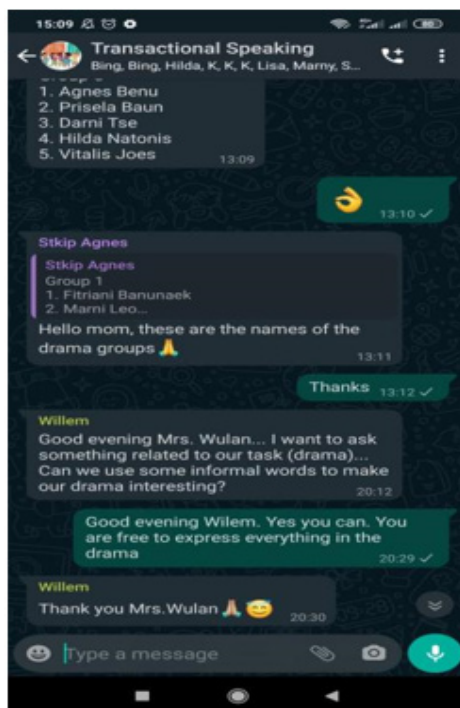 15:09
Transactional Speaking
Bing, Bing, Hilda, K, K, K, Lisa, Marny, S...
1. Agnes Benu
2. Prisela Baun
3. Darni Tse
4. Hilda Natonis
5. Vitalis Joes
13:09
13:10
Stkip Agnes
Stkip Agnes
Group 1
1. Fitriani Banunaek
2. Marni Leo...
Hello mom, these are the names of the
drama groups
13:11
Thanks 13:12
Willem
Good evening Mrs. Wulan... I want to ask
something related to our task (drama)...
Can we use some informal words to make
our drama interesting?
20:12
Good evening Wilem. Yes you can. You
are free to express everything in the
drama
20:29
Willem
Thank you Mrs.Wulan
20:30
Type a message